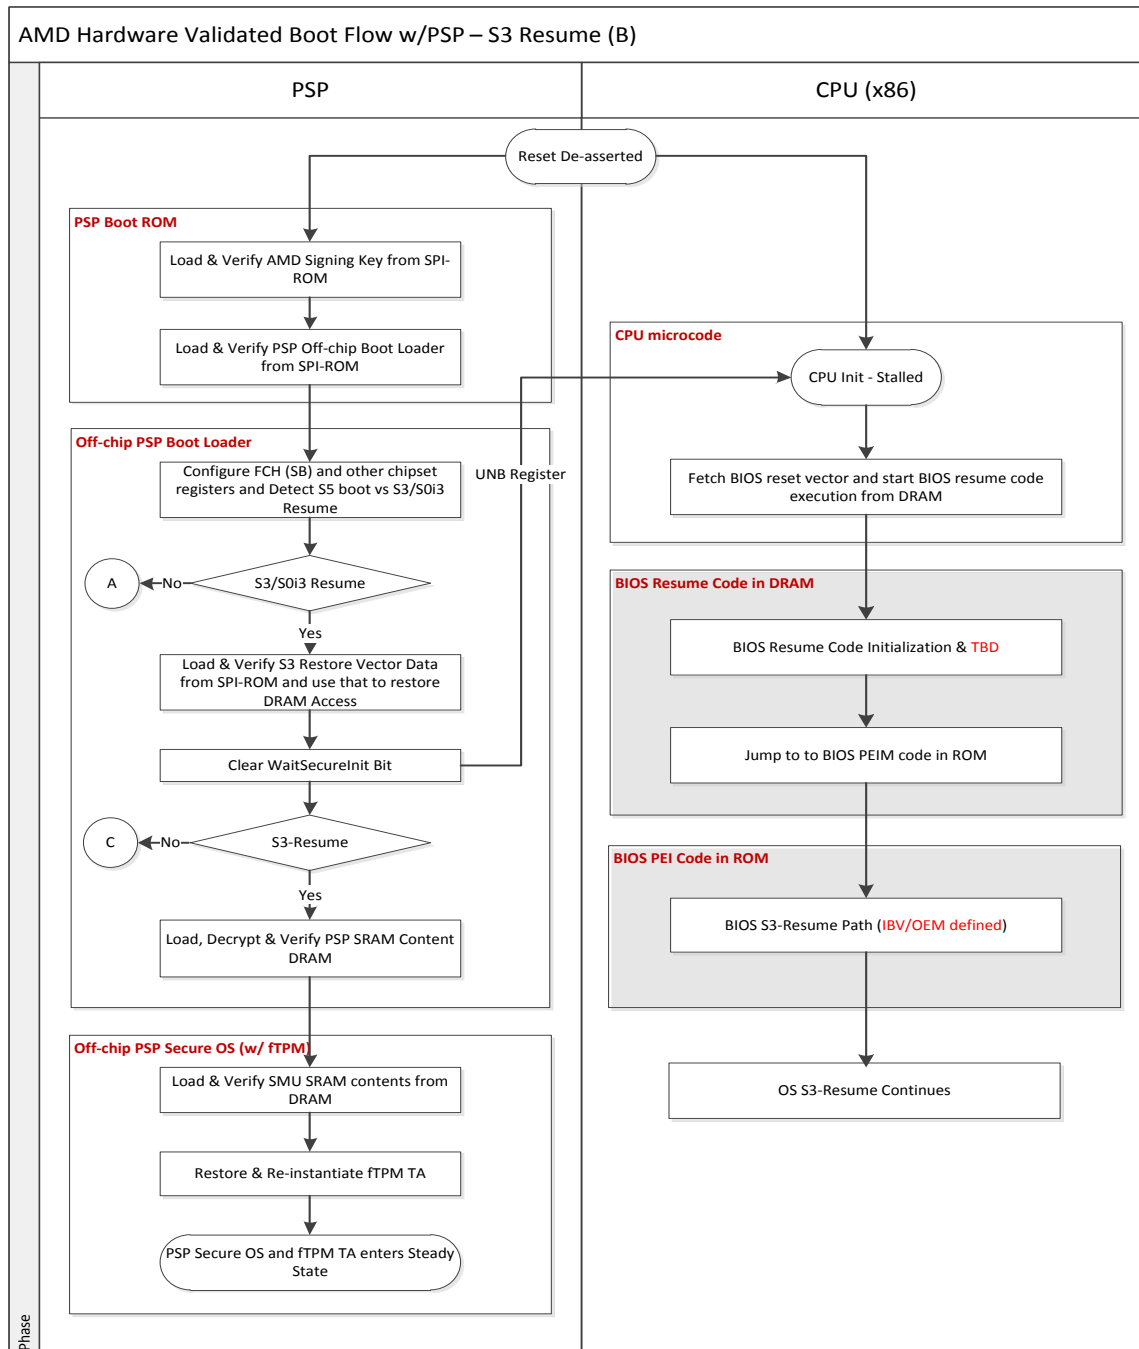 AMD Hardware Validated Boot Flow w/PSP – S3 Resume (B)
PSP
CPU (x86)
Reset De-asserted
PSP Boot ROM
Load & Verify AMD Signing Key from SPI-
ROM
Load & Verify PSP Off-chip Boot Loader
from SPI-ROM
CPU microcode
CPU Init - Stalled
Off-chip PSP Boot Loader
Configure FCH (SB) and other chipset
registers and Detect S5 boot vs S3/S0i3
Resume
UNB Register
Fetch BIOS reset vector and start BIOS resume code
execution from DRAM
A
No
S3/S0i3 Resume
Yes
BIOS Resume Code in DRAM
BIOS Resume Code Initialization & TBD
Load & Verify S3 Restore Vector Data
from SPI-ROM and use that to restore
DRAM Access
Clear WaitSecureInit Bit
Jump to to BIOS PEIM code in ROM
C
No
S3-Resume
Yes
BIOS PEI Code in ROM
BIOS S3-Resume Path (IBV/OEM defined)
Load, Decrypt & Verify PSP SRAM Content
DRAM
Off-chip PSP Secure OS (w/ fTPM)
Load & Verify SMU SRAM contents from
DRAM
OS S3-Resume Continues
Restore & Re-instantiate fTPM TA
PSP Secure OS and fTPM TA enters Steady
State
Phase